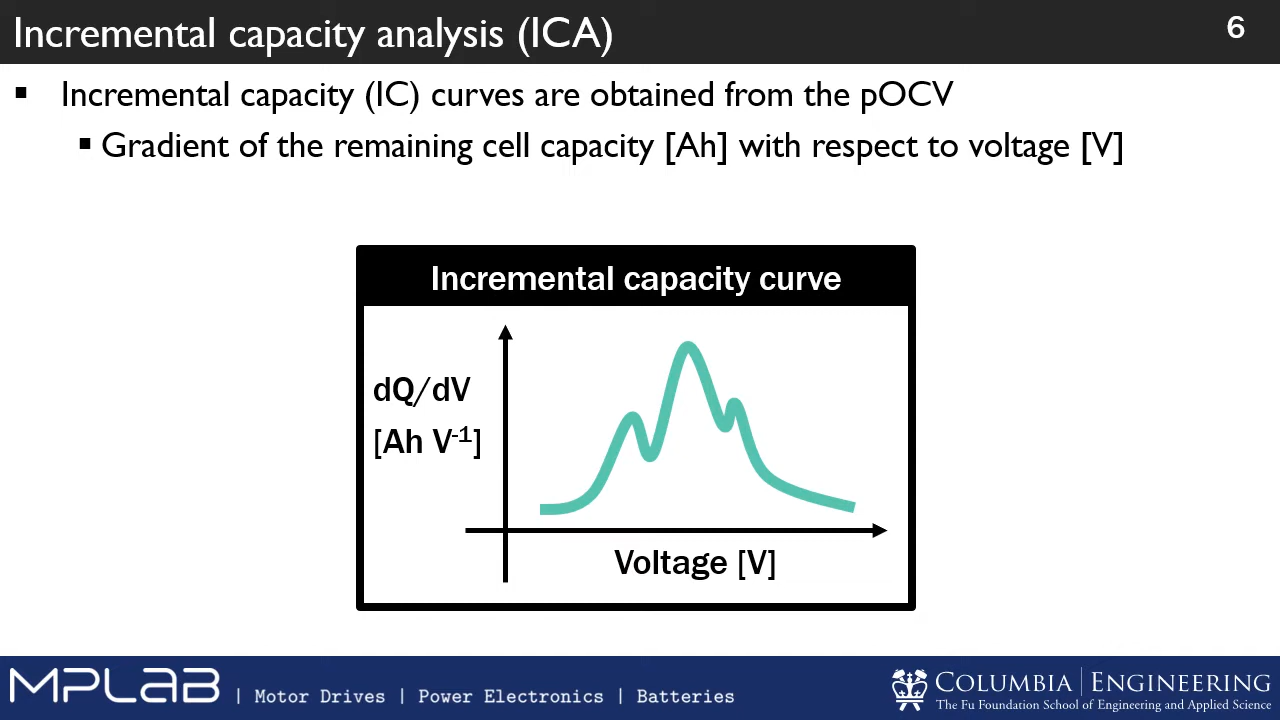 Incremental capacity analysis (ICA)
6
▪ Incremental capacity (IC) curves are obtained from the pOCV
▪ Gradient of the remaining cell capacity [Ah] with respect to voltage [V]
Incremental capacity curve
dQ/dV
[Ah V⁻¹]
Voltage [V]
MPLAB | Motor Drives | Power Electronics | Batteries
COLUMBIA | ENGINEERING
The Fu Foundation School of Engineering and Applied Science